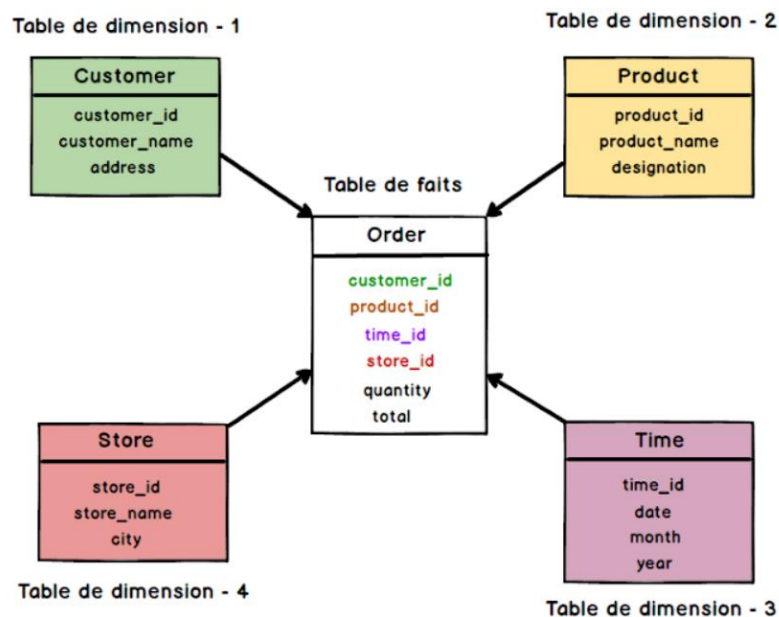 Table de dimension - 1
Customer
customer_id
customer_name
address
Table de dimension - 2
Product
product_id
product_name
designation
Table de faits
Order
customer_id
product_id
time_id
store_id
quantity
total
Store
store_id
store_name
city
Table de dimension - 4
Time
time_id
date
month
year
Table de dimension - 3